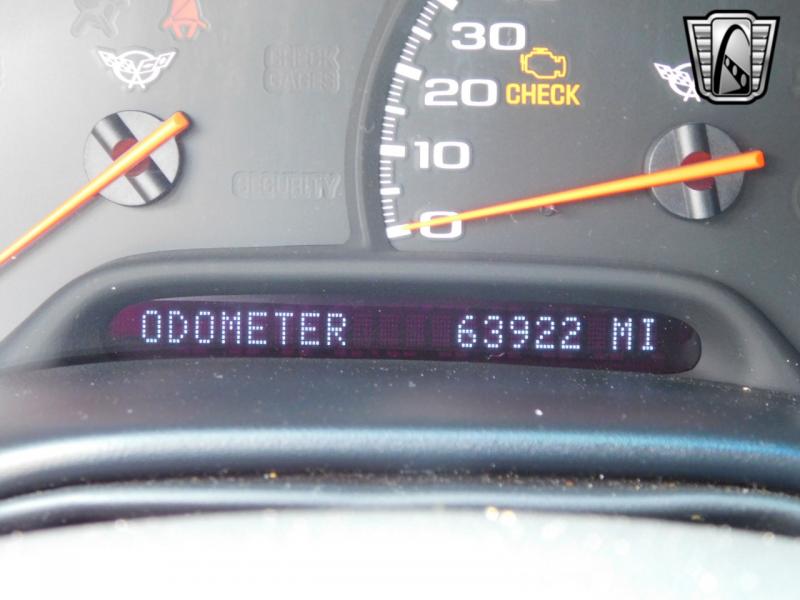 30
20
CHECK
CHECK
GAGES
10
SECURITY
0
ODOMETER 63922 MI